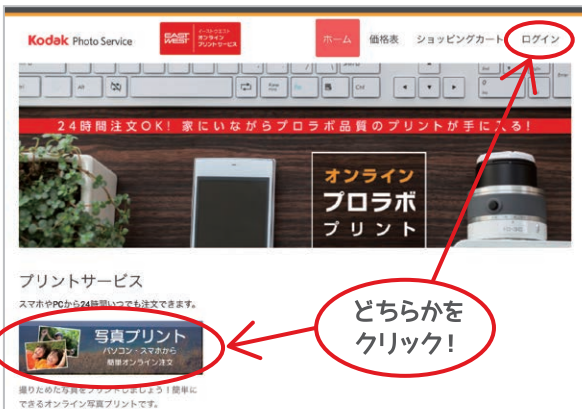 Kodak Photo Service
EAST WEST
イーストウエスト
オンライン
プリントサービス
ホーム 価格表 ショッピングカート ログイン
24時間注文OK! 家にいながらプロラボ品質のプリントが手に入る!
オンライン
プロラボ
プリント
プリントサービス
スマホやPCから24時間いつでも注文できます。
どちらかを
クリック!
写真プリント
パソコン・スマホから
簡単オンライン注文
撮りためた写真をプリントしましょう!簡単に
できるオンライン写真プリントです。